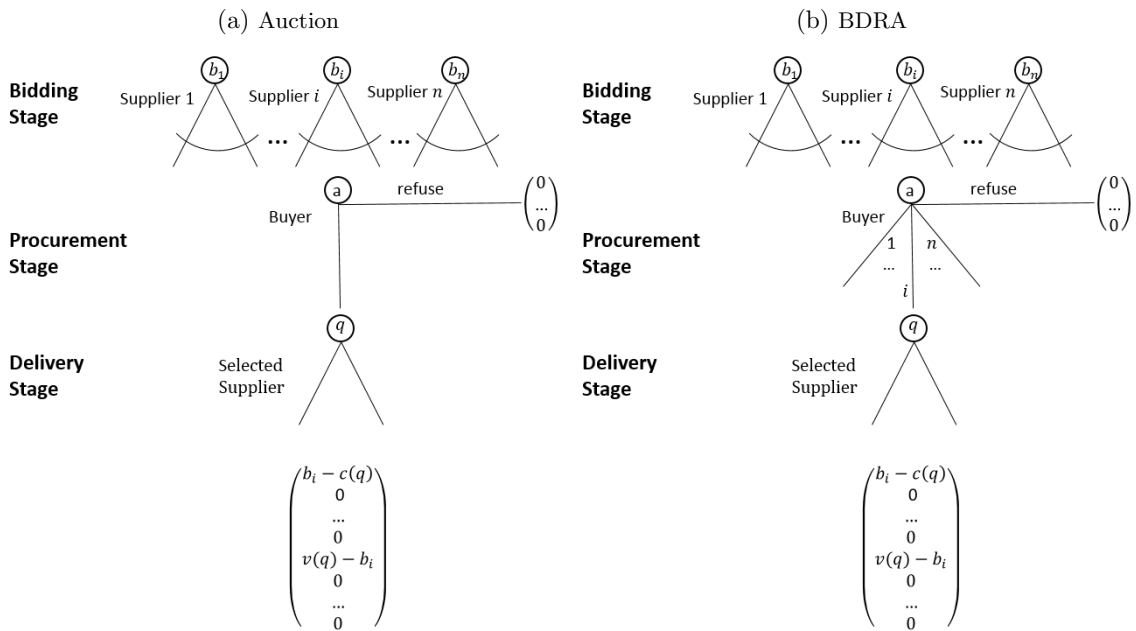 (a) Auction
b₁
bᵢ
bₙ
Bidding
Stage
Supplier 1
Supplier i
Supplier n
...
...
a
refuse
0
...
0
Buyer
Procurement
Stage
q
Delivery
Stage
Selected
Supplier
bᵢ − c(q)
0
...
0
v(q) − bᵢ
0
...
0
(b) BDRA
b₁
bᵢ
bₙ
Bidding
Stage
Supplier 1
Supplier i
Supplier n
...
...
a
refuse
0
...
0
Buyer
Procurement
Stage
1
n
...
...
i
q
Delivery
Stage
Selected
Supplier
bᵢ − c(q)
0
...
0
v(q) − bᵢ
0
...
0